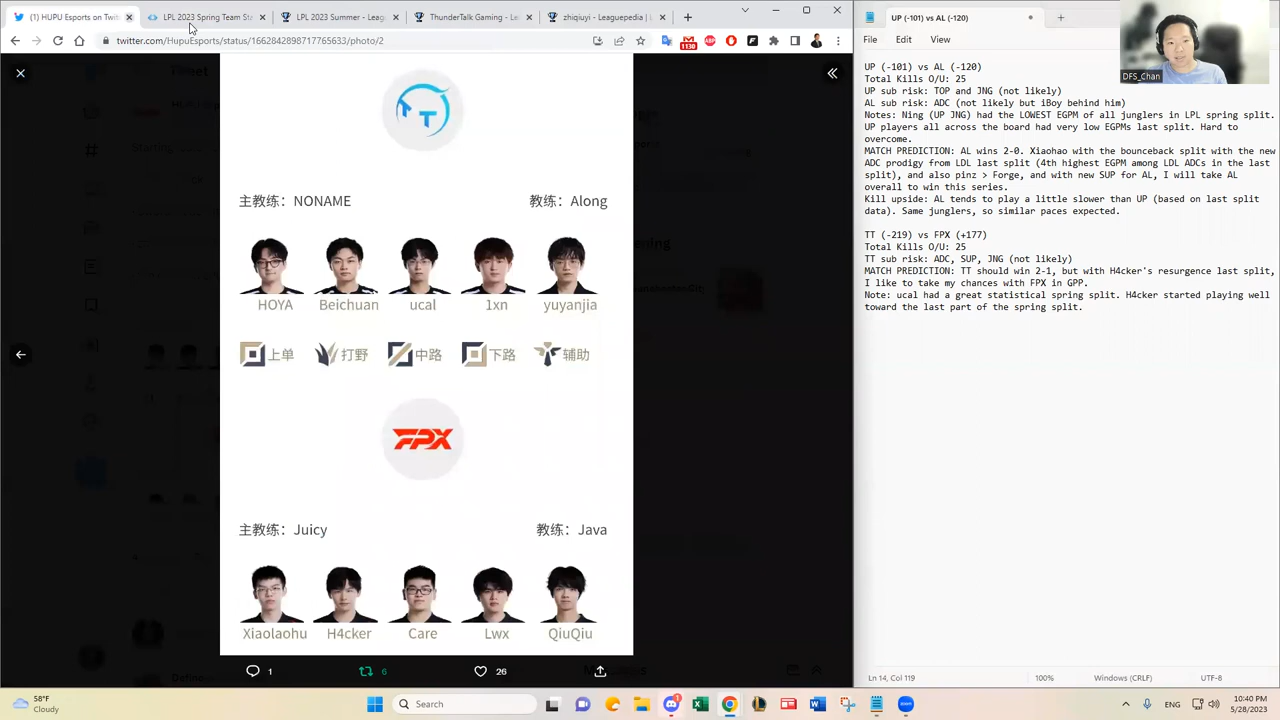 (1) HUPU Esports on Twi
LPL 2023 Spring Team Sta
LPL 2023 Summer - Leag
ThunderTalk Gaming - Le
zhiqiuyi - Leaguepedia | L
twitter.com/HupuEsports/status/1662842898717765633/photo/2
1130
ABP
TT
主教练：NONAME
教练：Along
HOYA
Beichuan
ucal
1xn
yuyanjia
上单
打野
中路
下路
辅助
FPX
主教练：Juicy
教练：Java
Xiaolaohu
H4cker
Care
Lwx
QiuQiu
1
6
26
UP (-101) vs AL (-120)
File
Edit
View
DFS_Chan
UP (-101) vs AL (-120)
Total Kills O/U: 25
UP sub risk: TOP and JNG (not likely)
AL sub risk: ADC (not likely but iBoy behind him)
Notes: Ning (UP JNG) had the LOWEST EGPM of all junglers in LPL spring split.
UP players all across the board had very low EGPMs last split. Hard to
overcome.
MATCH PREDICTION: AL wins 2-0. Xiaohao with the bounceback split with the new
ADC prodigy from LDL last split (4th highest EGPM among LDL ADCs in the last
split), and also pinz > Forge, and with new SUP for AL, I will take AL
overall to win this series.
Kill upside: AL tends to play a little slower than UP (based on last split
data). Same junglers, so similar paces expected.
TT (-219) vs FPX (+177)
Total Kills O/U: 25
TT sub risk: ADC, SUP, JNG (not likely)
MATCH PREDICTION: TT should win 2-1, but with H4cker's resurgence last split,
I like to take my chances with FPX in GPP.
Note: ucal had a great statistical spring split. H4cker started playing well
toward the last part of the spring split.
Ln 14, Col 119
100%
Windows (CRLF)
UTF-8
58°F
Cloudy
Search
1
ENG
10:40 PM
5/28/2023